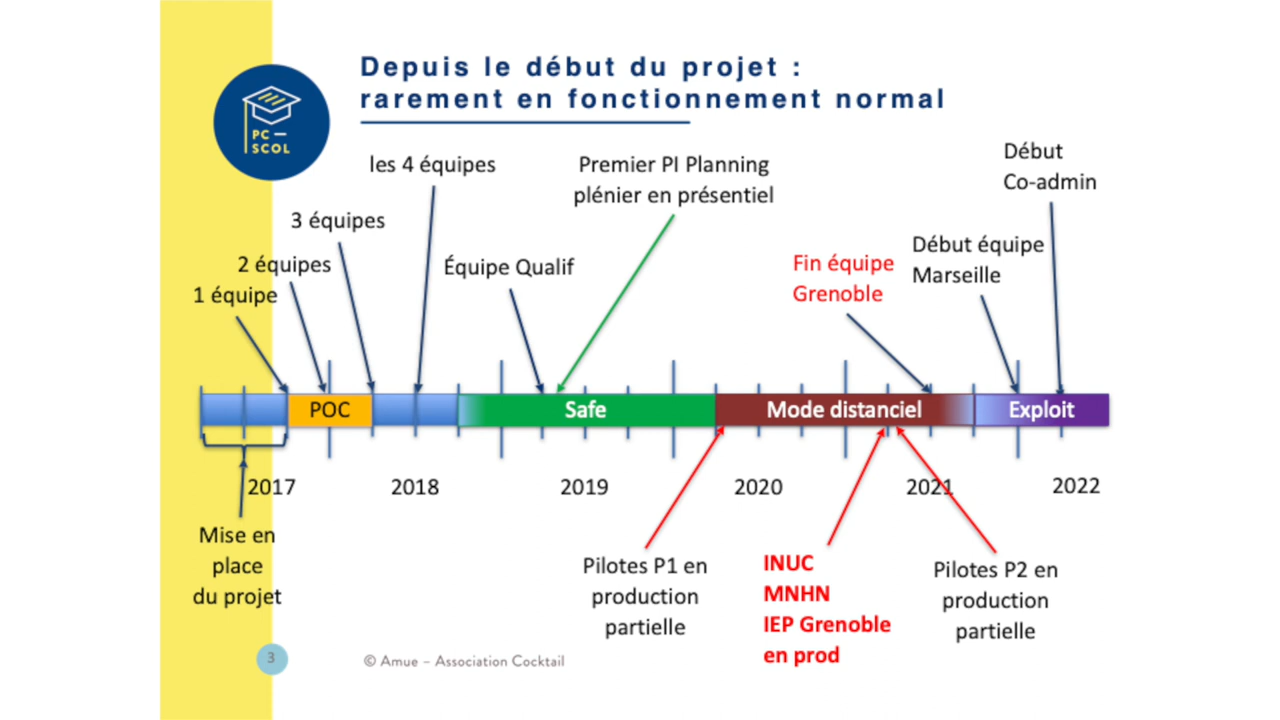 Depuis le début du projet :
rarement en fonctionnement normal
PC —
SCOL
les 4 équipes
Premier PI Planning
plénier en présentiel
Début
Co-admin
3 équipes
2 équipes
1 équipe
Équipe Qualif
Fin équipe
Grenoble
Début équipe
Marseille
POC
Safe
Mode distanciel
Exploit
2017
2018
2019
2020
2021
2022
Mise en
place
du projet
Pilotes P1 en
production
partielle
INUC
MNHN
IEP Grenoble
en prod
Pilotes P2 en
production
partielle
3
© Amue – Association Cocktail